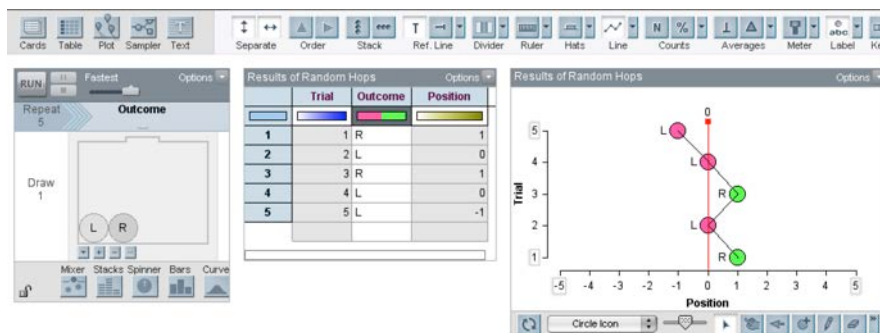 Cards Table Plot Sampler Text Separate Order Stack Ref. Line Divider Ruler Hats Line Counts Averages Meter Label
T N % abc
RUN Fastest Options
Repeat 5 Outcome
Draw 1
L R
Mixer Stacks Spinner Bars Curve
Results of Random Hops Options
Trial Outcome Position
1 1 R 1
2 2 L 0
3 3 R 1
4 4 L 0
5 5 L -1
Results of Random Hops Options
0
5 L
4 L
3 R
2 L
1 R
Trial
-5 -4 -3 -2 -1 0 1 2 3 4 5
Position
Circle Icon